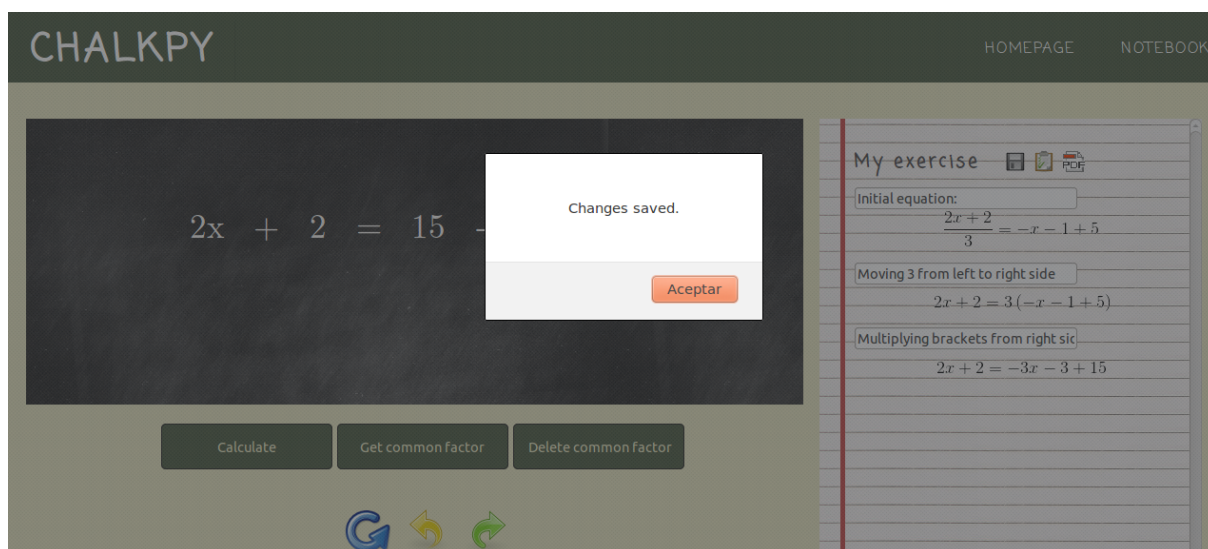 CHALKPY
HOMEPAGE NOTEBOOK
2x + 2 = 15 -
Changes saved.
Aceptar
My exercise
PDF
Initial equation:
\frac{2x + 2}{3} = -x - 1 + 5
Moving 3 from left to right side
2x + 2 = 3 (-x - 1 + 5)
Multiplying brackets from right sic
2x + 2 = -3x - 3 + 15
Calculate Get common factor Delete common factor